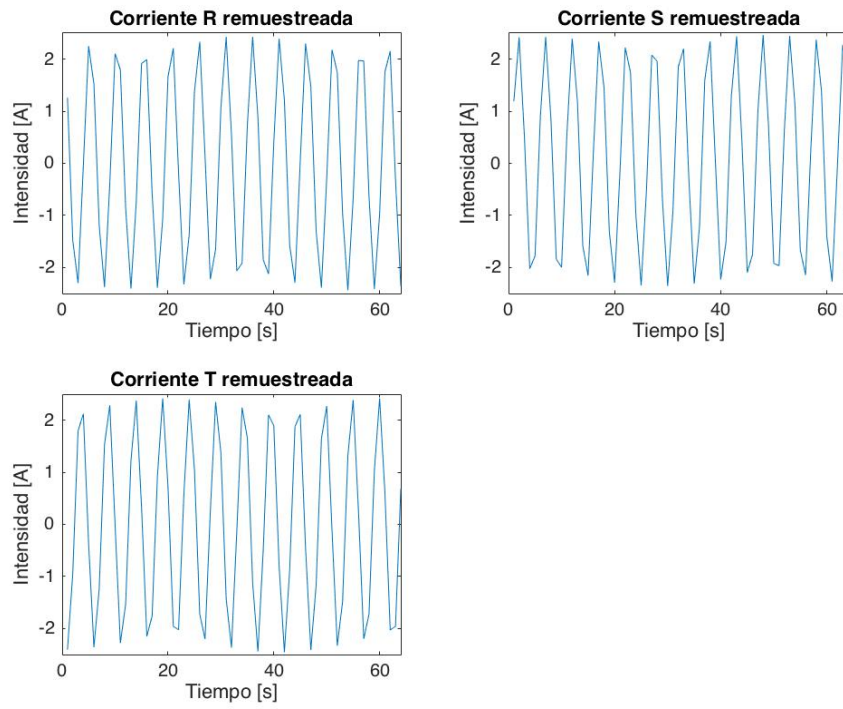 Corriente R remuestreada
Intensidad [A]
2
1
0
-1
-2
0 20 40 60
Tiempo [s]
Corriente S remuestreada
Intensidad [A]
2
1
0
-1
-2
0 20 40 60
Tiempo [s]
Corriente T remuestreada
Intensidad [A]
2
1
0
-1
-2
0 20 40 60
Tiempo [s]